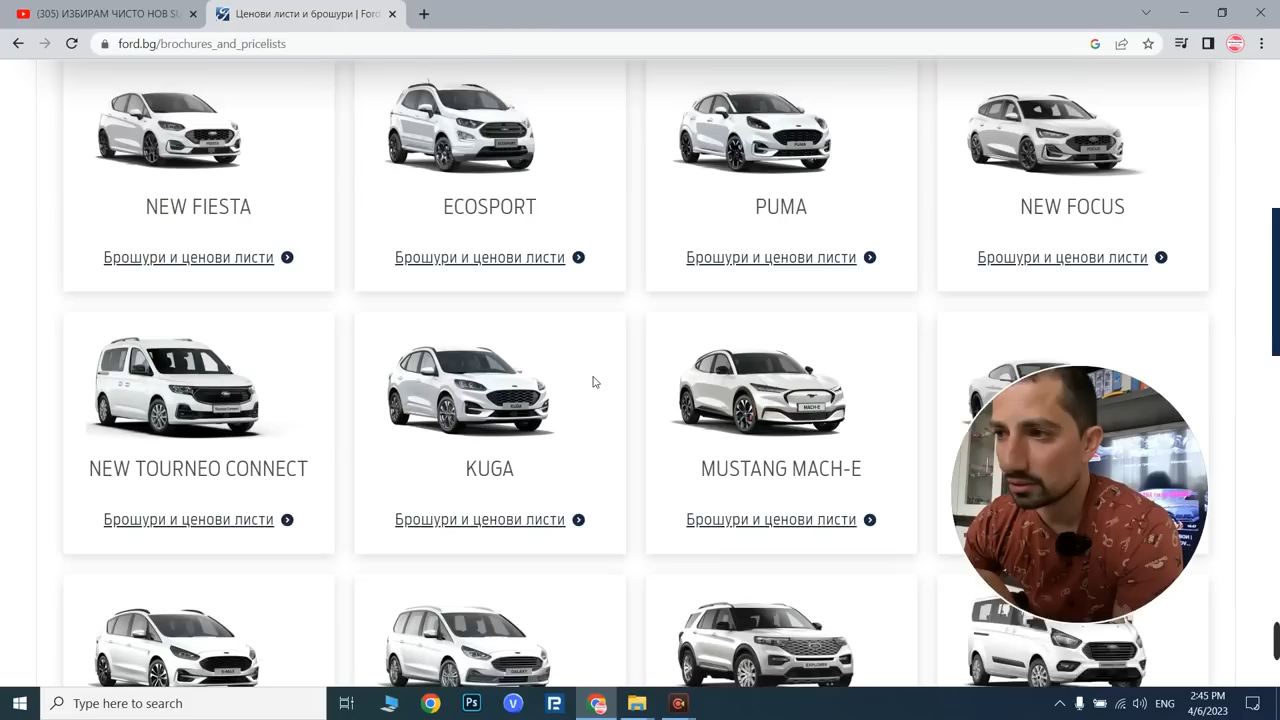 (305) ИЗБИРАМ ЧИСТО НОВ SU
Ценови листи и брошури | Ford
ford.bg/brochures_and_pricelists
NEW FIESTA
ECOSPORT
PUMA
NEW FOCUS
Брошури и ценови листи
Брошури и ценови листи
Брошури и ценови листи
Брошури и ценови листи
NEW TOURNEO CONNECT
KUGA
MUSTANG MACH-E
Брошури и ценови листи
Брошури и ценови листи
Брошури и ценови листи
Type here to search
ENG
2:45 PM
4/6/2023